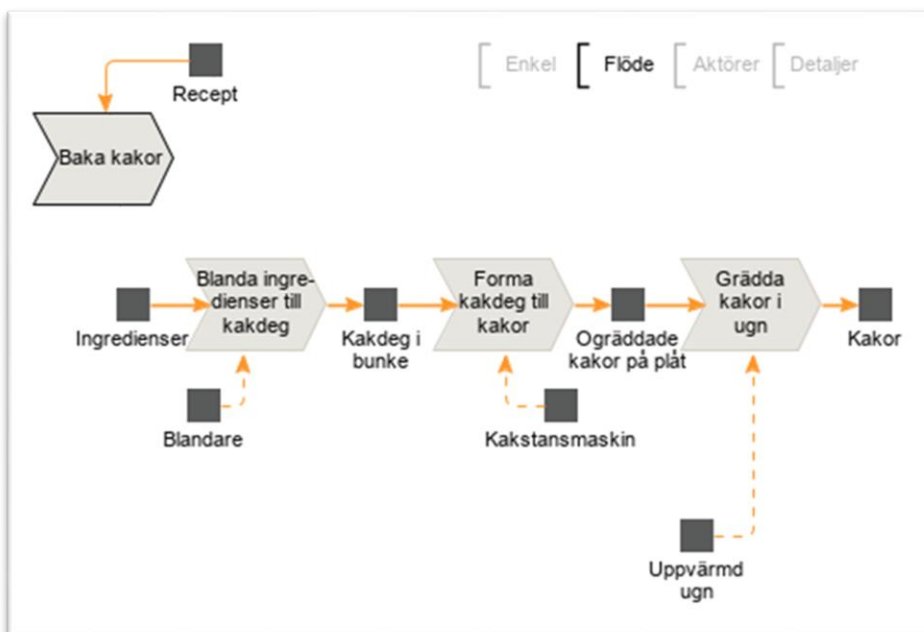 Enkel
Flöde
Aktörer
Detaljer
Recept
Baka kakor
Blanda ingre-
dienser till
kakdeg
Forma
kakdeg till
kakor
Grädda
kakor i
ugn
Ingredienser
Kakdeg i
bunke
Ogräddade
kakor på plåt
Kakor
Blandare
Kakstansmaskin
Uppvärmd
ugn